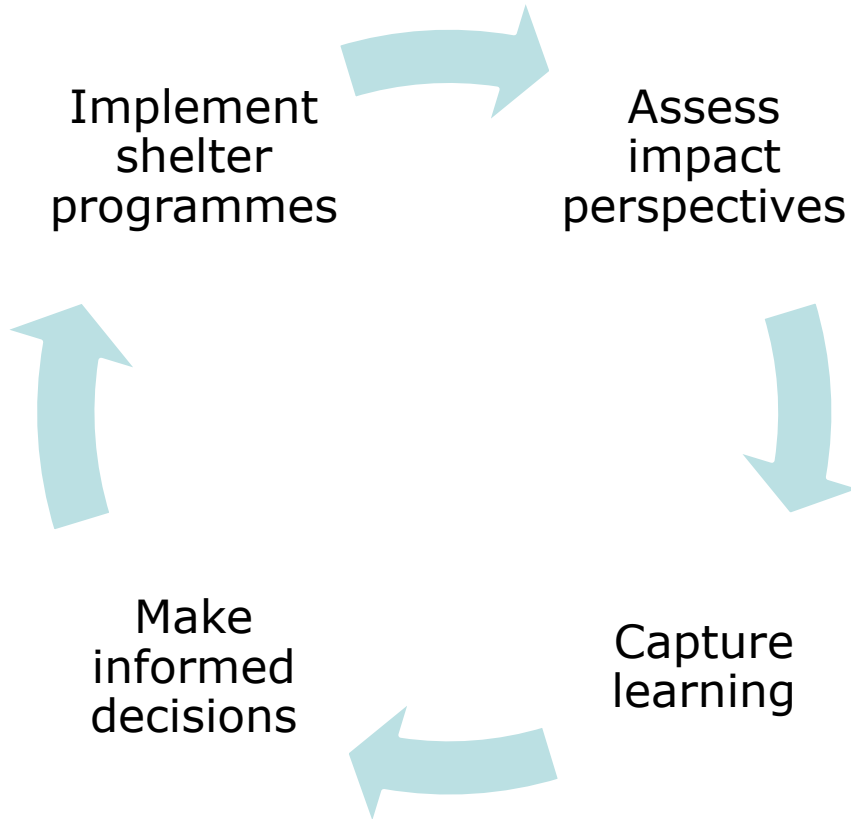 Implement
shelter
programmes
Assess
impact
perspectives
Capture
learning
Make
informed
decisions